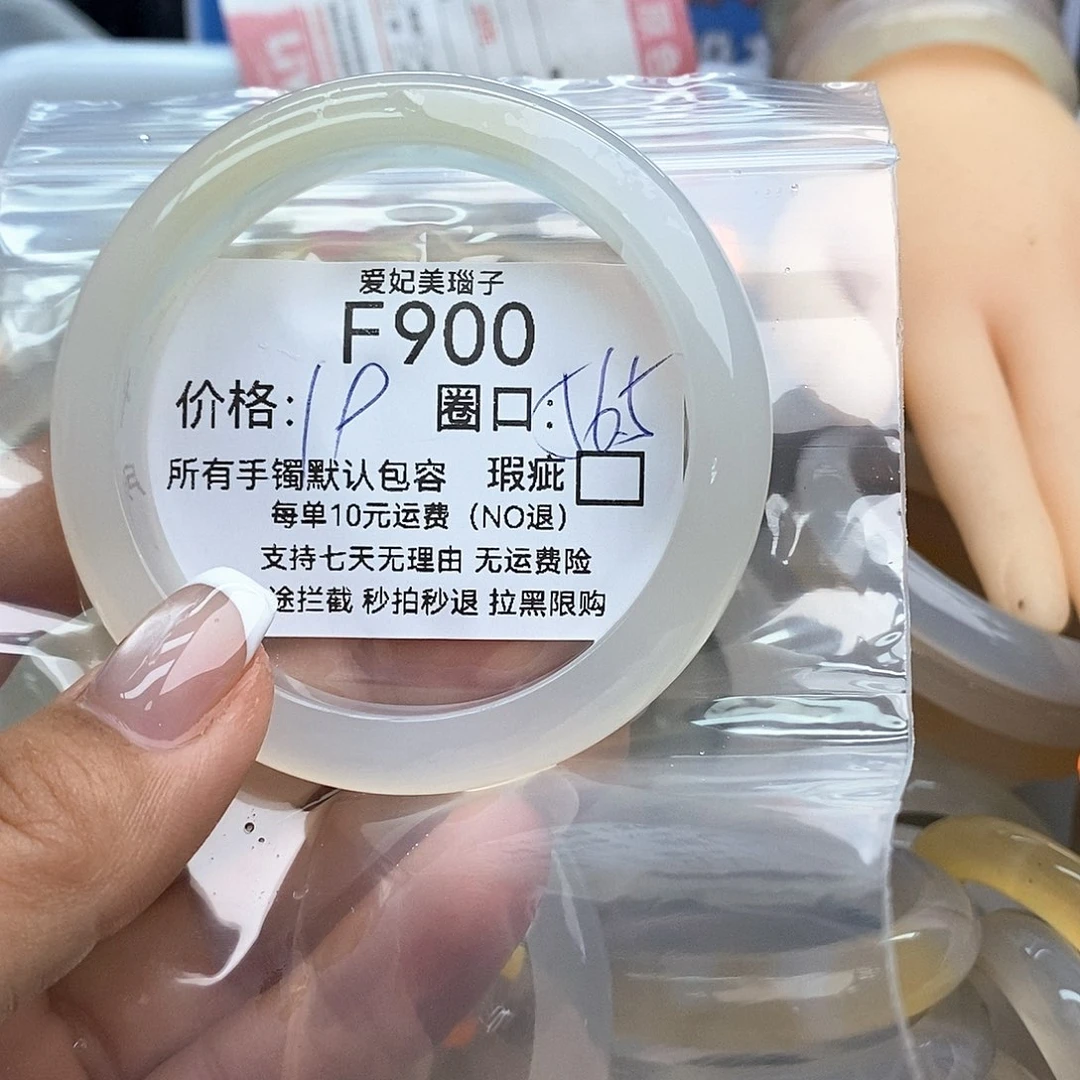 爱妃美瑙子
F900
价格:1P 圈口:565
所有手镯默认包容 瑕疵
每单10元运费（NO退）
支持七天无理由 无运费险
途拦截 秒拍秒退 拉黑限购